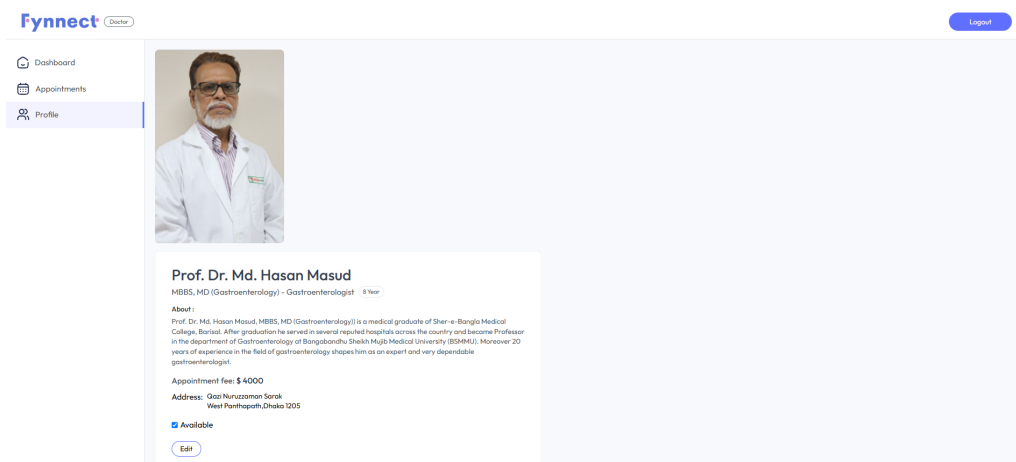 Fynnect Doctor
Logout
Dashboard
Appointments
Profile
Prof. Dr. Md. Hasan Masud
MBBS, MD (Gastroenterology) - Gastroenterologist 8 Year
About :
Prof. Dr. Md. Hasan Masud, MBBS, MD (Gastroenterology)) is a medical graduate of Sher-e-Bangla Medical
College, Barisal. After graduation he served in several reputed hospitals across the country and became Professor
in the department of Gastroenterology at Bangabandhu Sheikh Mujib Medical University (BSMMU). Moreover 20
years of experience in the field of gastroenterology shapes him as an expert and very dependable
gastroenterologist.
Appointment fee: $ 4000
Address: Qazi Nuruzzaman Sarak
West Panthapath,Dhaka 1205
Available
Edit